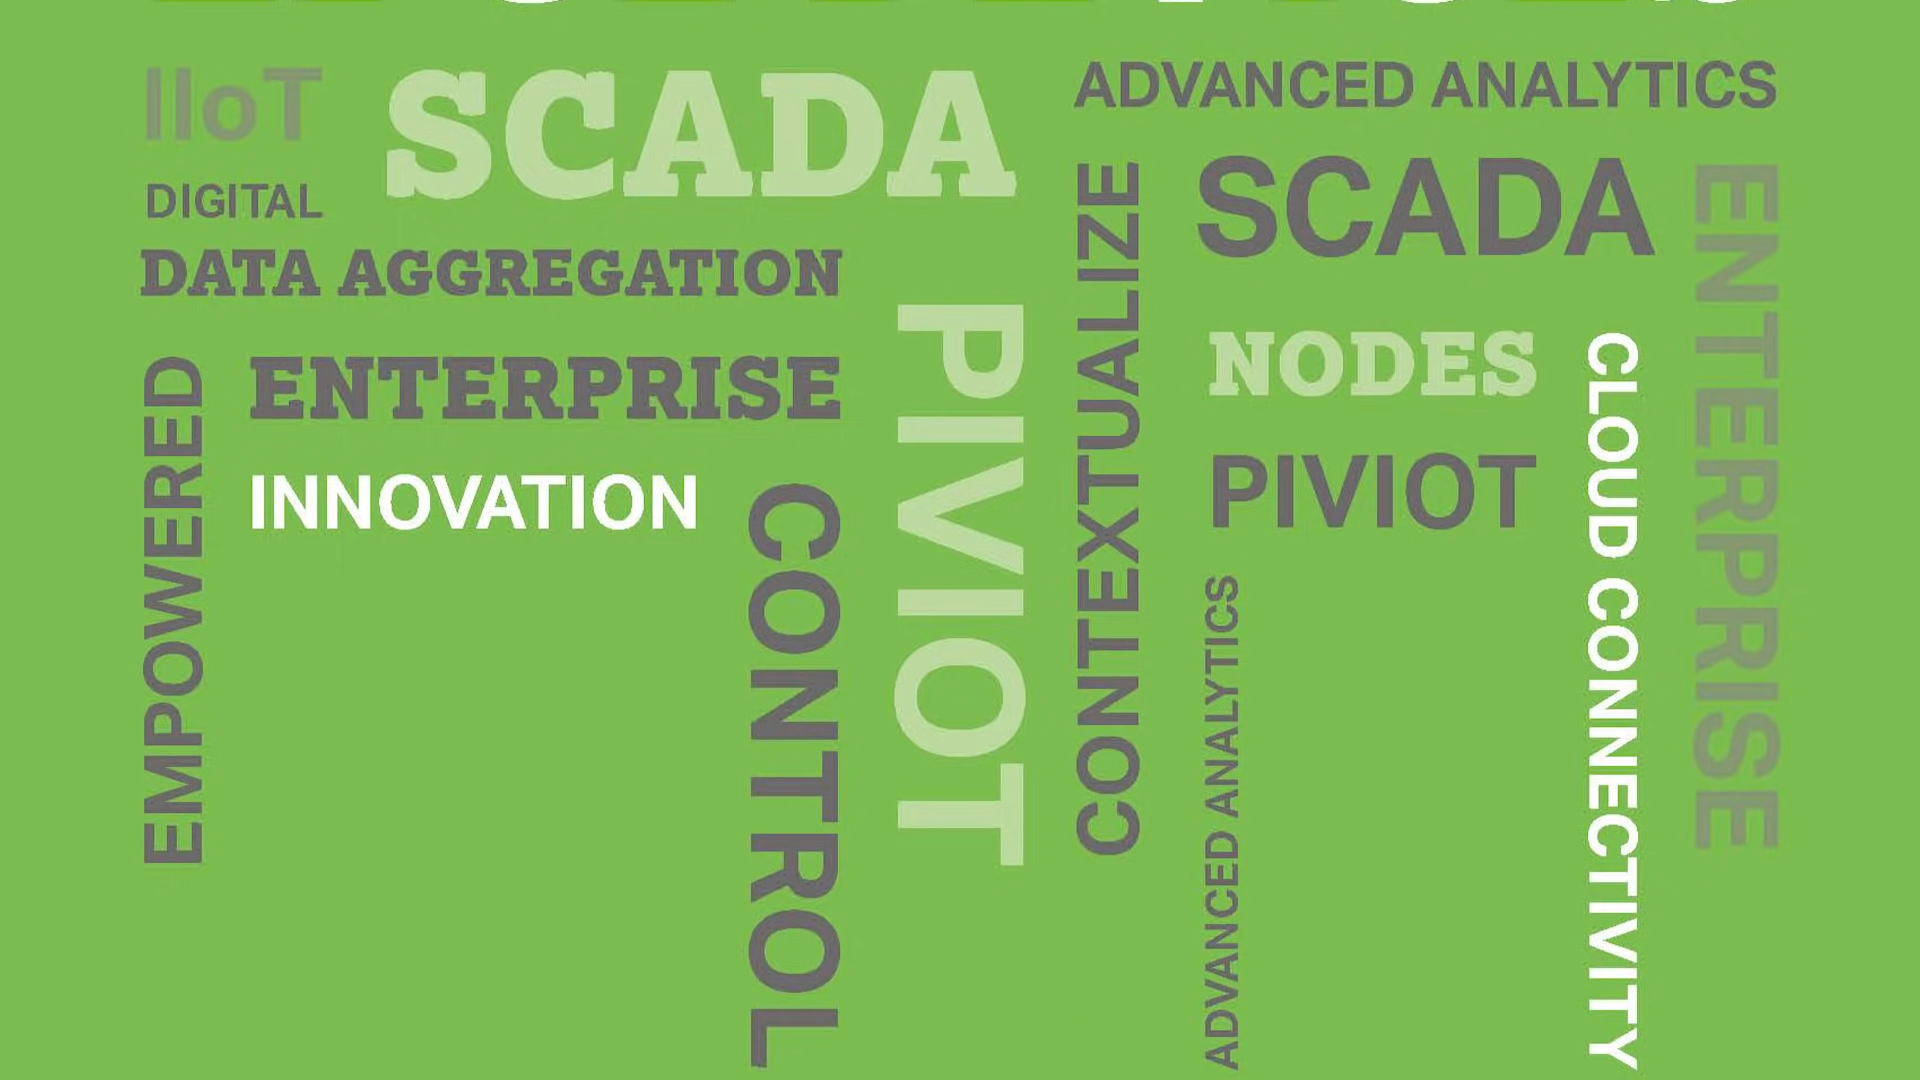 IIoT
SCADA
ADVANCED ANALYTICS
DIGITAL
DATA AGGREGATION
CONTEXTUALIZE
SCADA
ENTERPRISE
PIVIOT
NODES
CLOUD CONNECTIVITY
EMPOWERED
ENTERPRISE
INNOVATION
CONTROL
PIVIOT
ADVANCED ANALYTICS